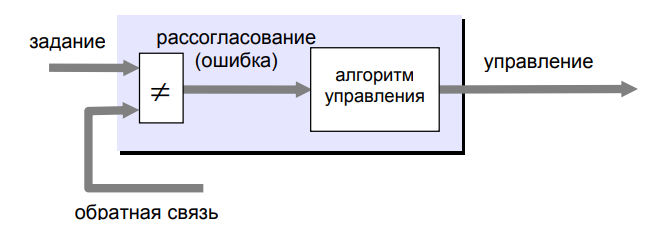 задание
рассогласование
(ошибка)
≠
алгоритм
управления
управление
обратная связь